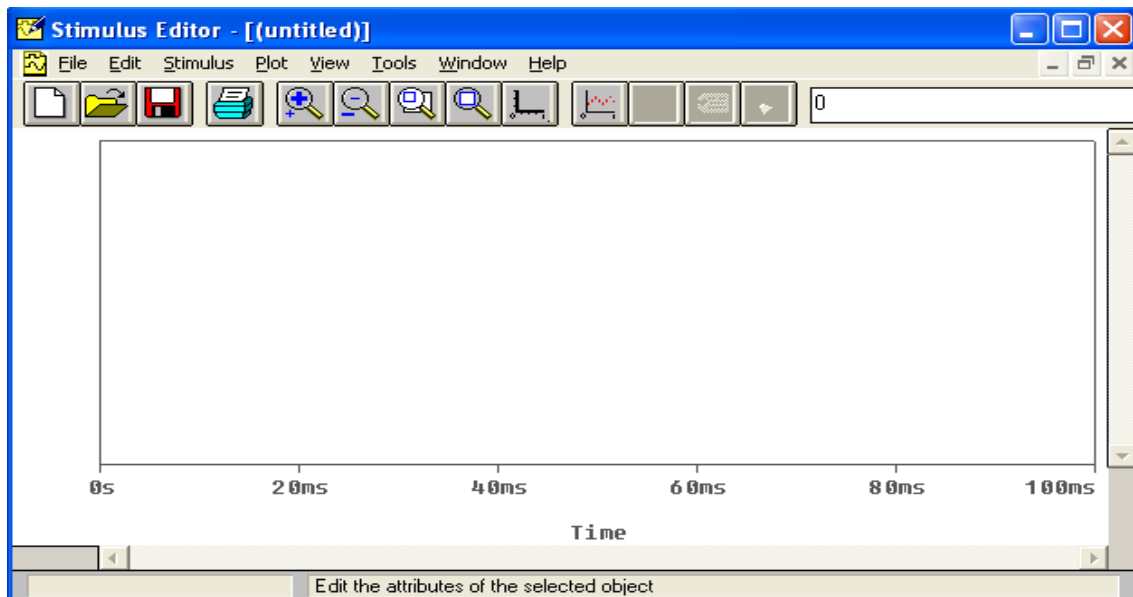 Stimulus Editor - [(untitled)]
File Edit Stimulus Plot View Tools Window Help
0
0s 20ms 40ms 60ms 80ms 100ms
Time
Edit the attributes of the selected object